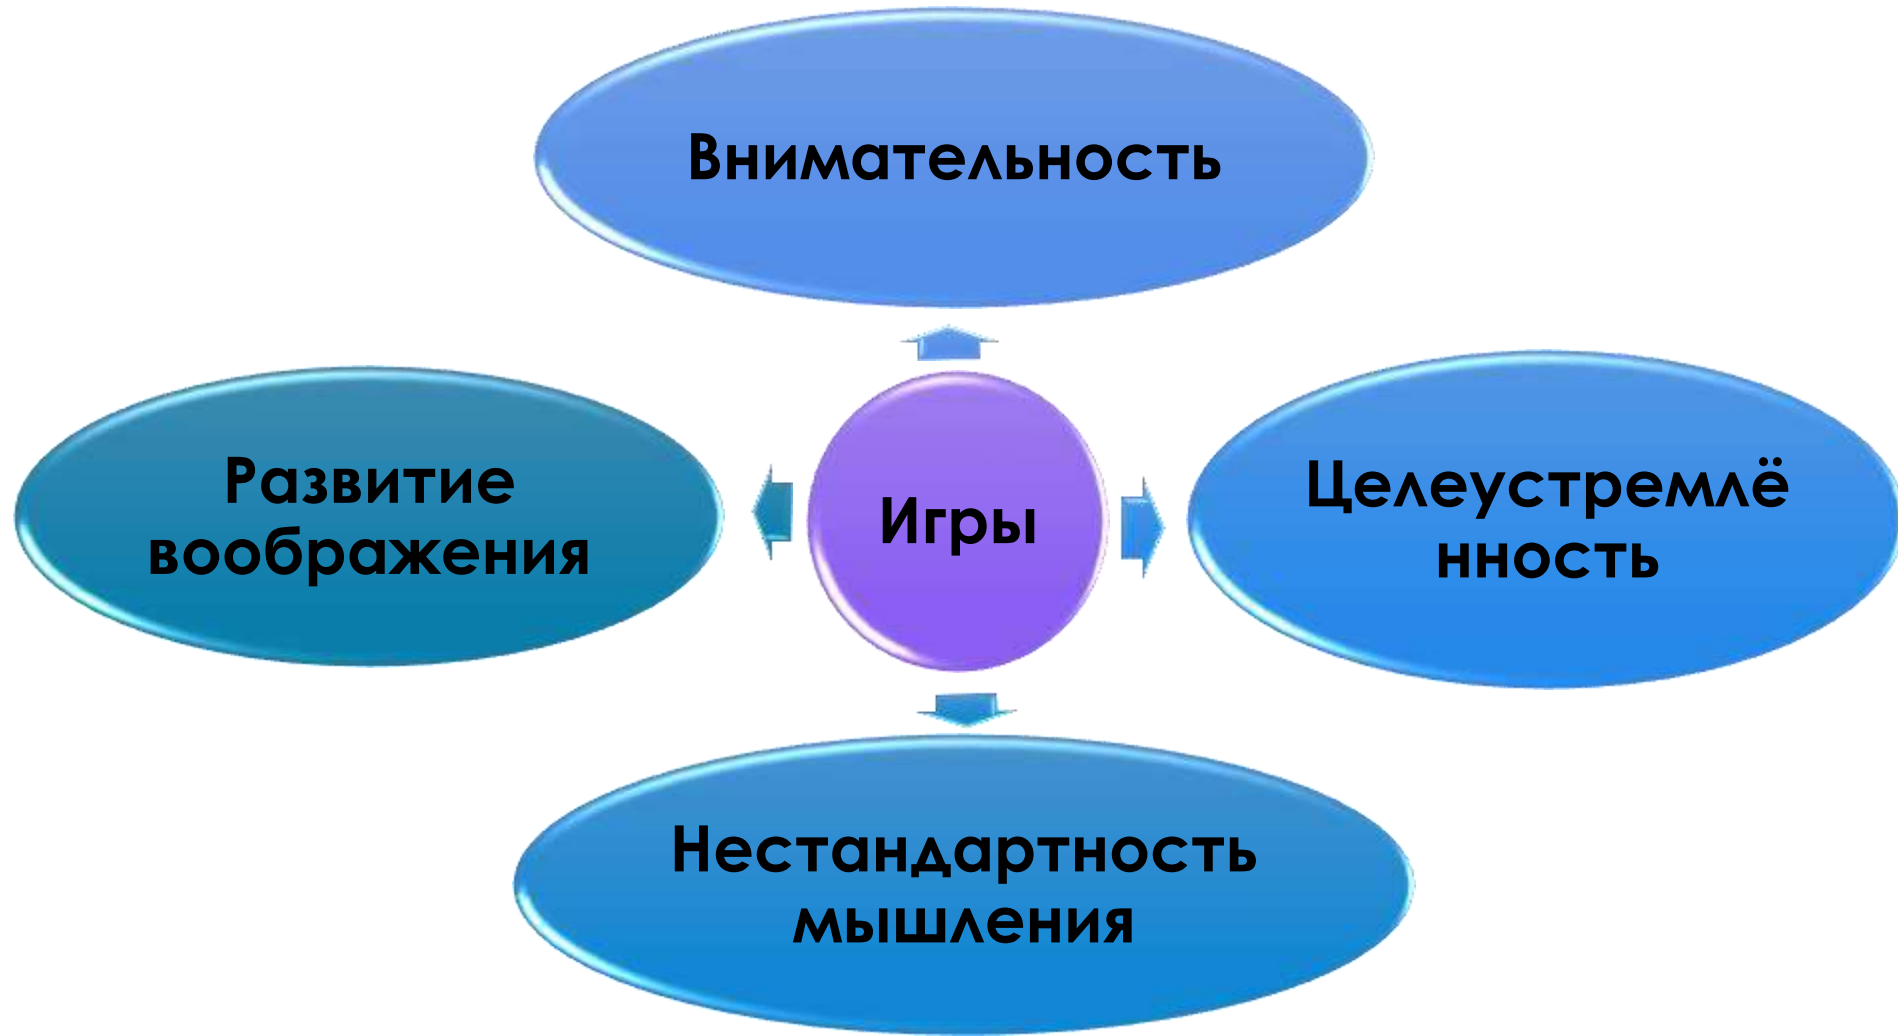 Внимательность
Развитие
воображения
Игры
Целеустремлё
нность
Нестандартность
мышления